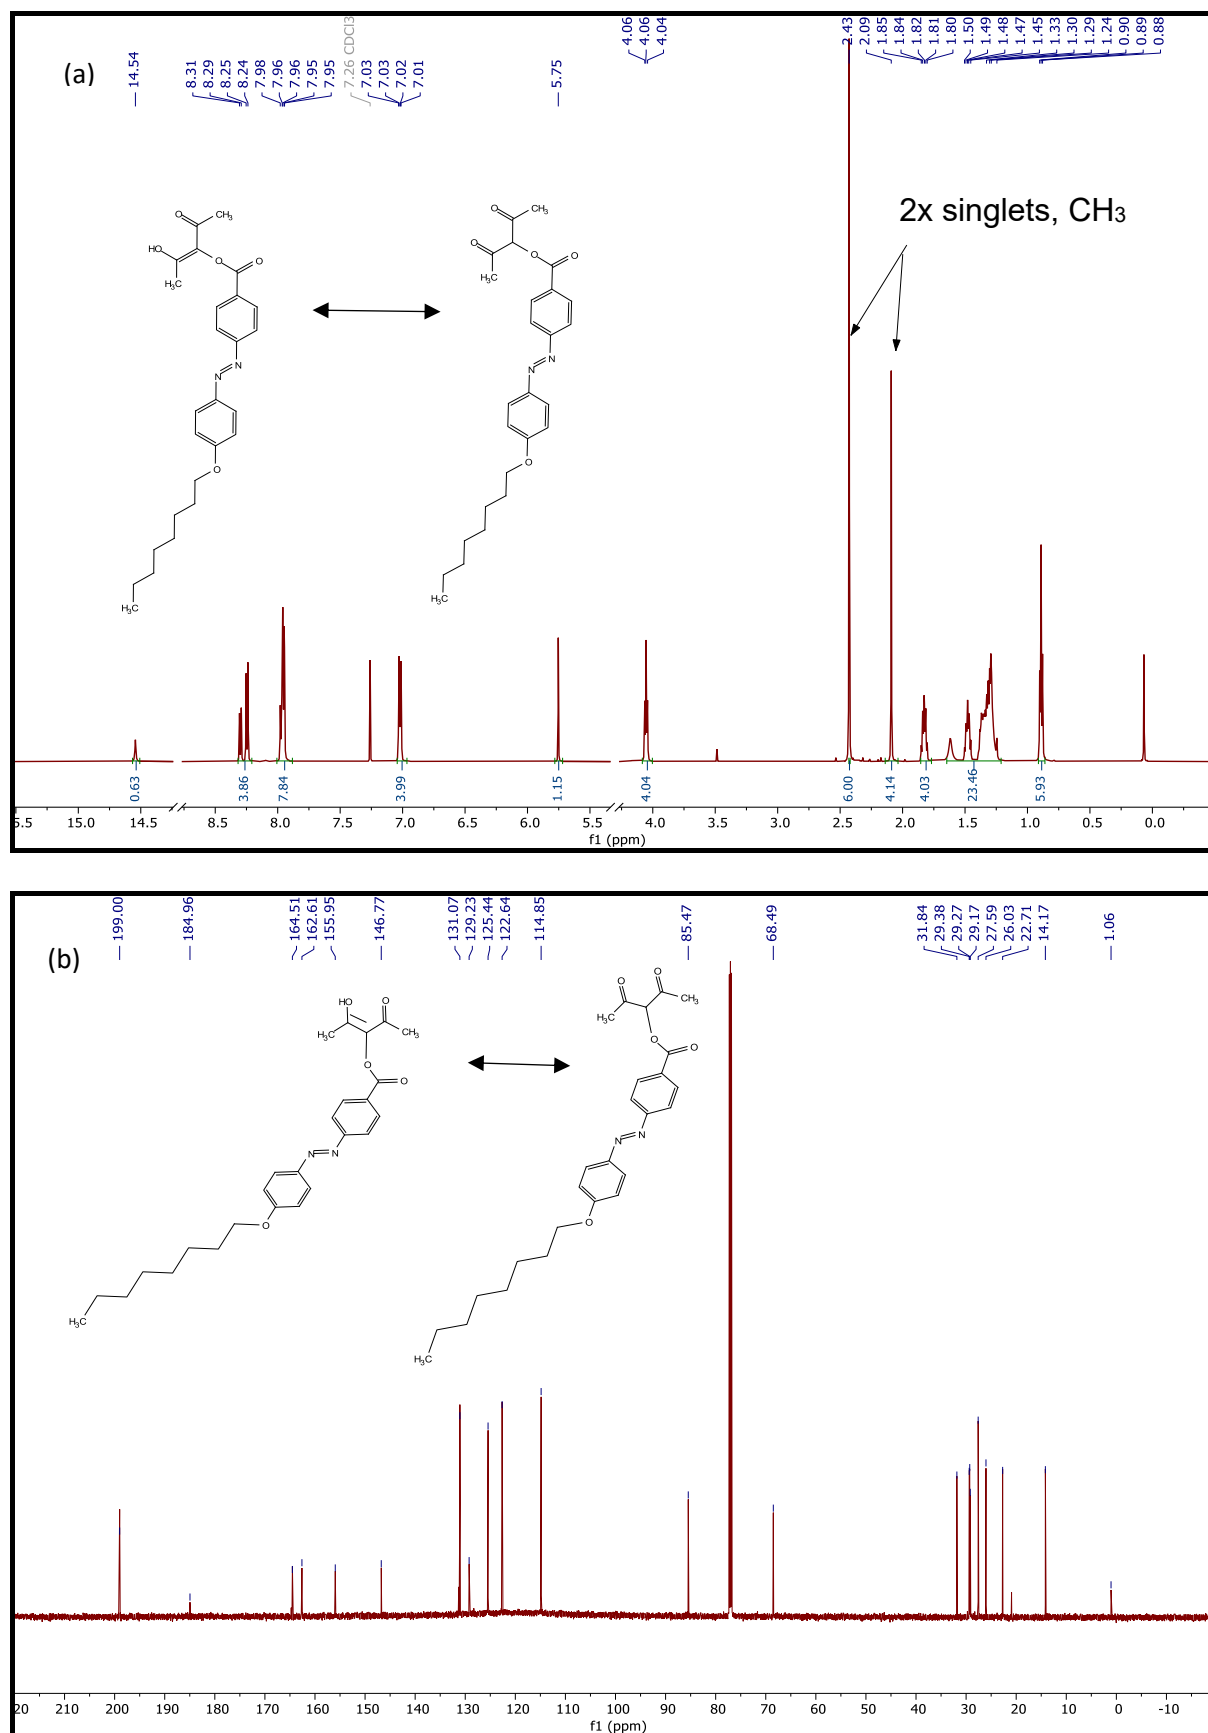 (a)
14.54
8.31
8.29
8.25
8.24
7.98
7.96
7.96
7.95
7.95
7.26 CDCl3
7.03
7.03
7.02
7.01
5.75
4.06
4.06
4.04
2.43
2.09
1.85
1.84
1.82
1.81
1.80
1.50
1.49
1.48
1.47
1.45
1.33
1.30
1.29
1.24
0.90
0.89
0.88
2x singlets, CH3
O CH3
HO O O
H3C
N
N
O
H3C
O CH3
O O O
H3C
N
N
O
H3C
0.63
3.86
7.84
3.99
1.15
4.04
6.00
4.14
4.03
23.46
5.93
5.5 15.0 14.5 8.5 8.0 7.5 7.0 6.5 6.0 5.5 4.0 3.5 3.0 2.5 2.0 1.5 1.0 0.5 0.0
f1 (ppm)
(b)
199.00
184.96
164.51
162.61
155.95
146.77
131.07
129.23
125.44
122.64
114.85
85.47
68.49
31.84
29.38
29.27
29.17
27.59
26.03
22.71
14.17
1.06
HO O
H3C CH3
O O
N N
O
H3C
O O
H3C CH3
O O
N N
O
H3C
20 210 200 190 180 170 160 150 140 130 120 110 100 90 80 70 60 50 40 30 20 10 0 -10
f1 (ppm)